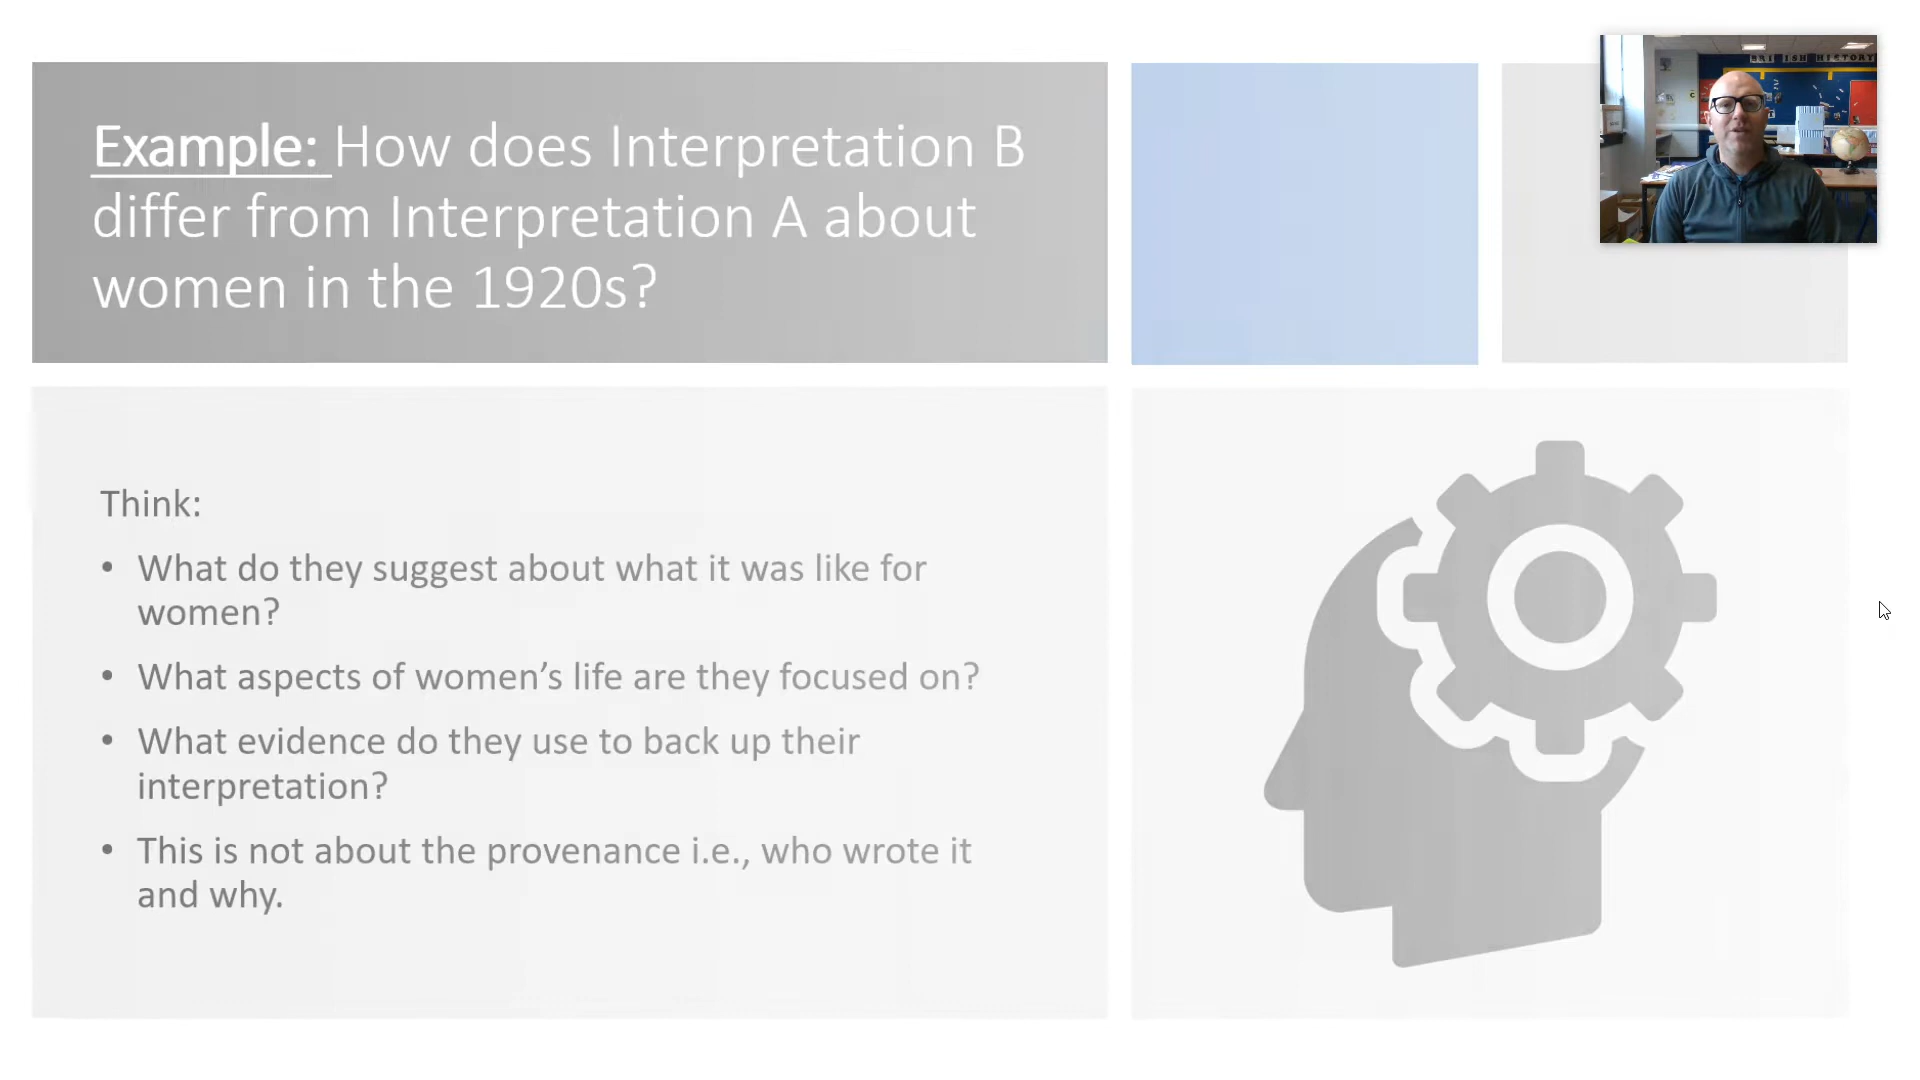 Example: How does Interpretation B
differ from Interpretation A about
women in the 1920s?
BRITISH HISTORY
Think:
• What do they suggest about what it was like for
women?
• What aspects of women’s life are they focused on?
• What evidence do they use to back up their
interpretation?
• This is not about the provenance i.e., who wrote it
and why.